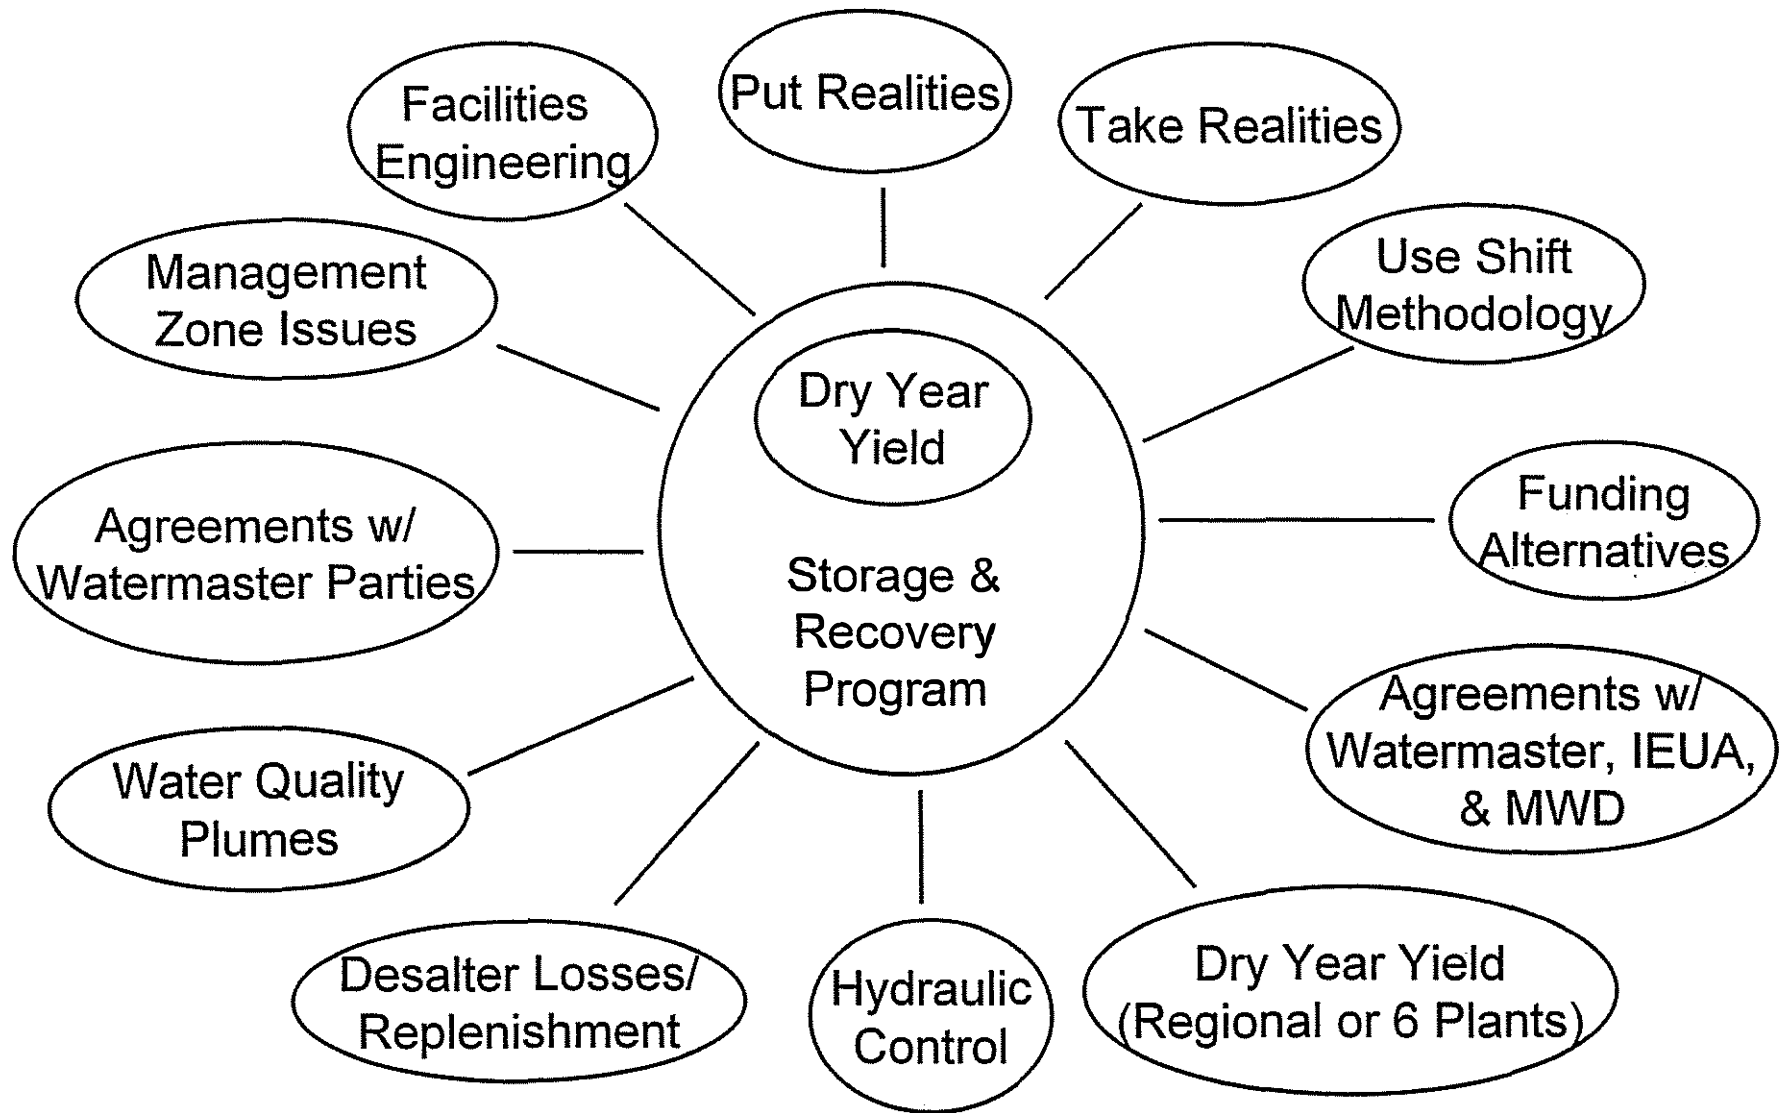 Put Realities
Facilities
Engineering
Take Realities
Use Shift
Methodology
Management
Zone Issues
Dry Year
Yield
Funding
Alternatives
Agreements w/
Watermaster Parties
Storage &
Recovery
Program
Agreements w/
Watermaster, IEUA,
& MWD
Water Quality
Plumes
Desalter Losses/
Replenishment
Hydraulic
Control
Dry Year Yield
(Regional or 6 Plants)